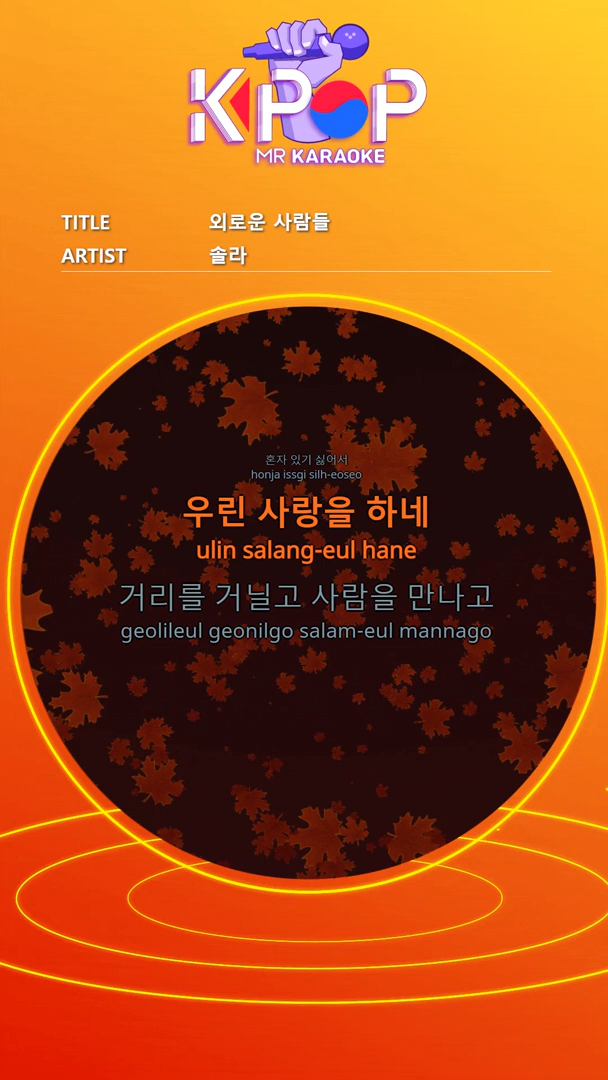 KPOP
MR KARAOKE
TITLE 외로운 사람들
ARTIST 솔라
혼자 있기 싫어서
honja issgi silh-eoseo
우린 사랑을 하네
ulin salang-eul hane
거리를 거닐고 사람을 만나고
geolileul geonilgo salam-eul mannago